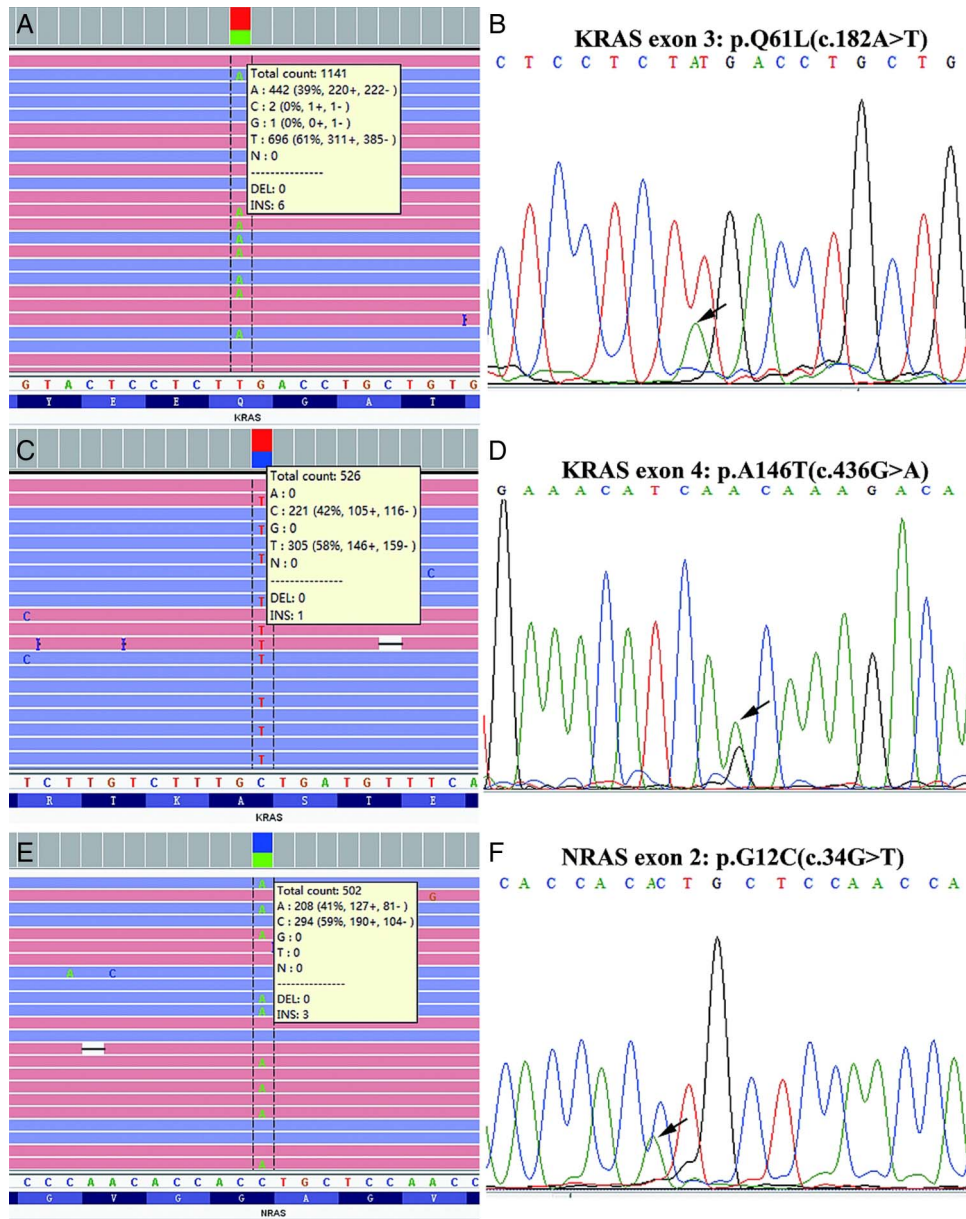 A
Total count: 1141
A : 442 (39%, 220+, 222- )
C : 2 (0%, 1+, 1- )
G : 1 (0%, 0+, 1- )
T : 696 (61%, 311+, 385- )
N : 0
---------------
DEL: 0
INS: 6
A
A
A
A
A
A
A
A
G T A C T C C T C T T G A C C T G C T G T G
Y E E Q G A T
KRAS
B
KRAS exon 3: p.Q61L(c.182A>T)
C T C C T C T AT G A C C T G C T G
C
Total count: 526
A : 0
C : 221 (42%, 105+, 116- )
G : 0
T : 305 (58%, 146+, 159- )
N : 0
---------------
DEL: 0
INS: 1
T
T
T
C
T
C T
T
C T
T
T
T
T C T T G T C T T T G C T G A T G T T T C A
R T K A S T E
KRAS
D
KRAS exon 4: p.A146T(c.436G>A)
G A A A C A T C A A C A A A G A C A
E
Total count: 502
A : 208 (41%, 127+, 81- )
C : 294 (59%, 190+, 104- )
G : 0
T : 0
N : 0
---------------
DEL: 0
INS: 3
A
G
A
A
A C
A
A
A
A
A
A
C C C A A C A C C A C C T G C T C C A A C C
G V G G A G V
NRAS
F
NRAS exon 2: p.G12C(c.34G>T)
C A C C A C AC T G C T C C A A C C A